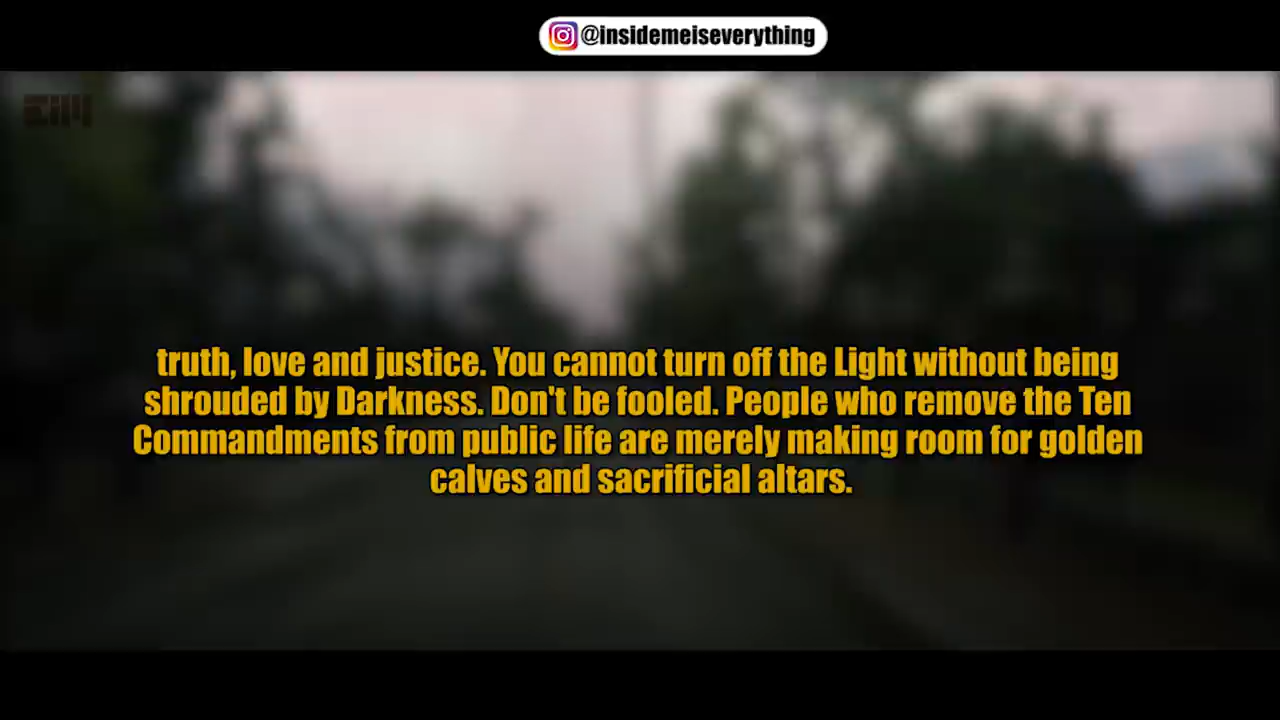 @insidemeiseverything
truth, love and justice. You cannot turn off the Light without being
shrouded by Darkness. Don't be fooled. People who remove the Ten
Commandments from public life are merely making room for golden
calves and sacrificial altars.